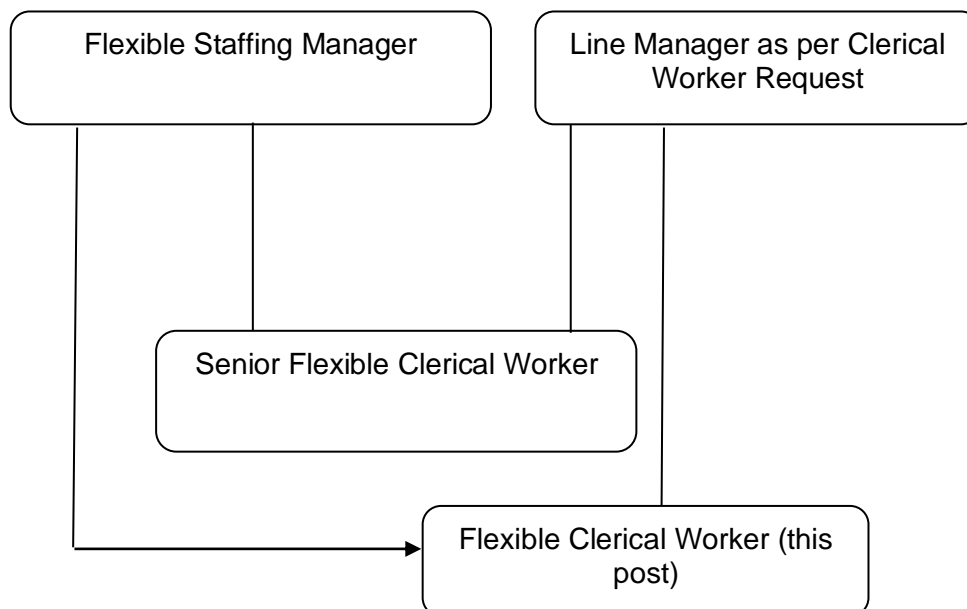 Flexible Staffing Manager
Line Manager as per Clerical
Worker Request
Senior Flexible Clerical Worker
Flexible Clerical Worker (this
post)